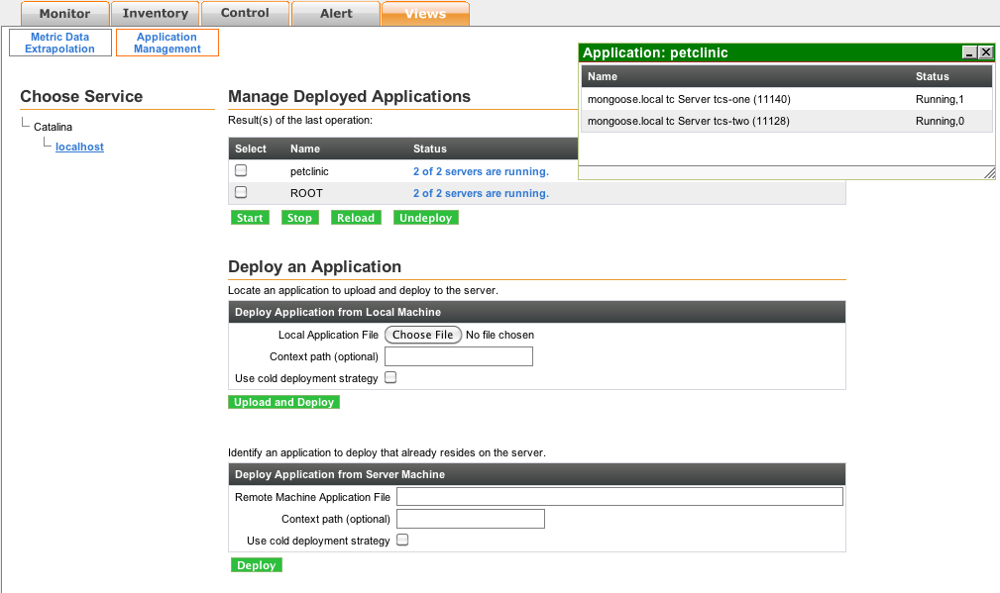 Monitor Inventory Control Alert Views
Metric Data Extrapolation
Application Management
Choose Service
Catalina
localhost
Manage Deployed Applications
Result(s) of the last operation:
Select Name Status
petclinic 2 of 2 servers are running.
ROOT 2 of 2 servers are running.
Start Stop Reload Undeploy
Application: petclinic
Name Status
mongoose.local tc Server tcs-one (11140) Running,1
mongoose.local tc Server tcs-two (11128) Running,0
Deploy an Application
Locate an application to upload and deploy to the server.
Deploy Application from Local Machine
Local Application File Choose File No file chosen
Context path (optional)
Use cold deployment strategy
Upload and Deploy
Identify an application to deploy that already resides on the server.
Deploy Application from Server Machine
Remote Machine Application File
Context path (optional)
Use cold deployment strategy
Deploy